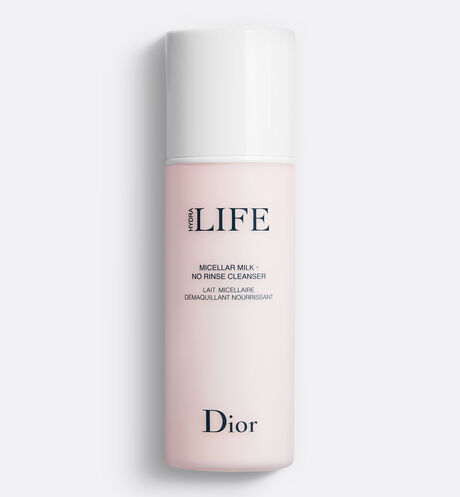 HYDRA LIFE
MICELLAR MILK •
NO RINSE CLEANSER
LAIT MICELLAIRE
DÉMAQUILLANT NOURRISSANT
Dior